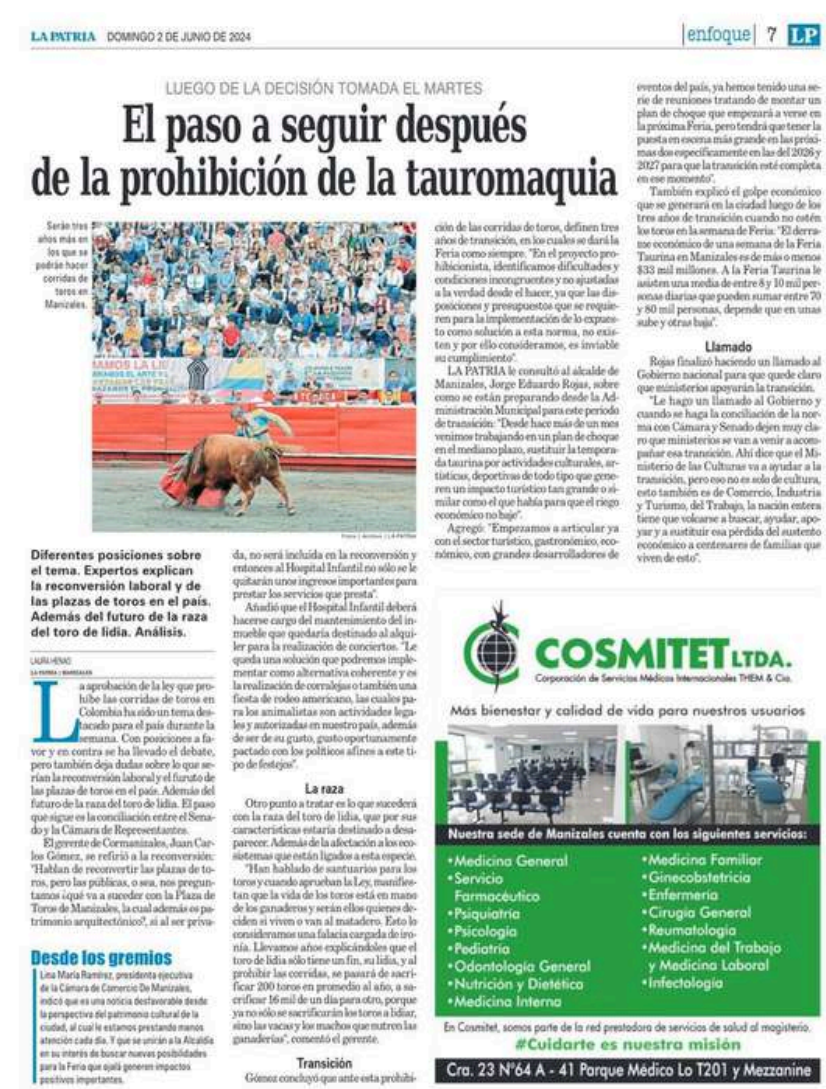 LA PATRIA DOMINGO 2 DE JUNIO DE 2024
|enfoque| 7 LP
LUEGO DE LA DECISIÓN TOMADA EL MARTES
El paso a seguir después
de la prohibición de la tauromaquia
Serán tres
años más en
los que se
podrán hacer
corridas de
toros en
Manizales.
Diferentes posiciones sobre
el tema. Expertos explican
la reconversión laboral y de
las plazas de toros en el país.
Además del futuro de la raza
del toro de lidia. Análisis.
LAURA HENAO
LA PATRIA | MANIZALES
La aprobación de la ley que pro-
híbe las corridas de toros en
Colombia ha sido un tema des-
tacado para el país durante la
semana. Con posiciones a fa-
vor y en contra se ha llevado el debate,
pero también deja dudas sobre lo que se-
rían la reconversión laboral y el furuto de
las plazas de toros en el país. Además del
futuro de la raza del toro de lidia. El paso
que sigue es la conciliación entre el Sena-
do y la Cámara de Representantes.
El gerente de Cormanizales, Juan Car-
los Gómez, se refirió a la reconversión:
"Hablan de reconvertir las plazas de to-
ros, pero las públicas, o sea, nos pregun-
tamos ¿qué va a suceder con la Plaza de
Toros de Manizales, la cual además es pa-
trimonio arquitectónico?, si al ser priva-
Desde los gremios
Lina María Ramírez, presidenta ejecutiva
de la Cámara de Comercio De Manizales,
indicó que es una noticia desfavorable desde
la perspectiva del patrimonio cultural de la
ciudad, al cual le estamos prestando menos
atención cada día. Y que se unirán a la Alcaldía
en su interés de buscar nuevas posibilidades
para la Feria que ojalá generen impactos
positivos importantes.
da, no será incluida en la reconversión y
entonces al Hospital Infantil no sólo se le
quitarán unos ingresos importantes para
prestar los servicios que presta".
Añadió que el Hospital Infantil deberá
hacerse cargo del mantenimiento del in-
mueble que quedaría destinado al alqui-
ler para la realización de conciertos. "Le
queda una solución que podremos imple-
mentar como alternativa coherente y es
la realización de corralejas o también una
fiesta de rodeo americano, las cuales pa-
ra los animalistas son actividades lega-
les y autorizadas en nuestro país, además
de ser de su gusto, gusto oportunamente
pactado con los políticos afines a este ti-
po de festejos".
La raza
Otro punto a tratar es lo que sucederá
con la raza del toro de lidia, que por sus
características estaría destinado a desa-
parecer. Además de la afectación a los eco-
sistemas que están ligados a esta especie.
"Han hablado de santuarios para los
toros y cuando aprueban la Ley, manifies-
tan que la vida de los toros está en mano
de los ganaderos y serán ellos quienes de-
ciden si viven o van al matadero. Esto lo
consideramos una falacia cargada de iro-
nía. Llevamos años explicándoles que el
toro de lidia sólo tiene un fin, su lidia, y al
prohibir las corridas, se pasará de sacri-
ficar 200 toros en promedio al año, a sa-
crificar 16 mil de un día para otro, porque
ya no sólo se sacrificarán los toros a lidiar,
sino las vacas y los machos que nutren las
ganaderías", comentó el gerente.
Transición
Gómez concluyó que ante esta prohibi-
ción de las corridas de toros, definen tres
años de transición, en los cuales se dará la
Feria como siempre. "En el proyecto pro-
hibicionista, identificamos dificultades y
condiciones incongruentes y no ajustadas
a la verdad desde el hacer, ya que las dis-
posiciones y presupuestos que se requie-
ren para la implementación de lo expues-
to como solución a esta norma, no exis-
ten y por ello consideramos, es inviable
su cumplimiento".
LA PATRIA le consultó al alcalde de
Manizales, Jorge Eduardo Rojas, sobre
como se están preparando desde la Ad-
ministración Municipal para este periodo
de transición: "Desde hace más de un mes
venimos trabajando en un plan de choque
en el mediano plazo, sustituir la tempora-
da taurina por actividades culturales, ar-
tísticas, deportivas de todo tipo que gene-
ren un impacto turístico tan grande o si-
milar como el que había para que el riego
económico no baje".
Agregó: "Empezamos a articular ya
con el sector turístico, gastronómico, eco-
nómico, con grandes desarrolladores de
eventos del país, ya hemos tenido una se-
rie de reuniones tratando de montar un
plan de choque que empezará a verse en
la próxima Feria, pero tendrá que tener la
puesta en escena más grande en las próxi-
mas dos específicamente en las del 2026 y
2027 para que la transición esté completa
en ese momento".
También explicó el golpe económico
que se generará en la ciudad luego de los
tres años de transición cuando no estén
los toros en la semana de Feria: "El derra-
me económico de una semana de la Feria
Taurina en Manizales es de más o menos
$33 mil millones. A la Feria Taurina le
asisten una media de entre 8 y 10 mil per-
sonas diarias que pueden sumar entre 70
y 80 mil personas, depende que en unas
sube y otras baja".
Llamado
Rojas finalizó haciendo un llamado al
Gobierno nacional para que quede claro
que ministerios apoyarán la transición.
"Le hago un llamado al Gobierno y
cuando se haga la conciliación de la nor-
ma con Cámara y Senado dejen muy cla-
ro que ministerios se van a venir a acom-
pañar esa transición. Ahí dice que el Mi-
nisterio de las Culturas va a ayudar a la
transición, pero eso no es solo de cultura,
esto también es de Comercio, Industria
y Turismo, del Trabajo, la nación entera
tiene que volcarse a buscar, ayudar, apo-
yar y a sustituir esa pérdida del sustento
económico a centenares de familias que
viven de esto".
COSMITET LTDA.
Corporación de Servicios Médicos Internacionales THEM & Cia.
Más bienestar y calidad de vida para nuestros usuarios
Nuestra sede de Manizales cuenta con los siguientes servicios:
•Medicina General
•Servicio
Farmacéutico
•Psiquiatría
•Psicología
•Pediatría
•Odontología General
•Nutrición y Dietética
•Medicina Interna
•Medicina Familiar
•Ginecobstetricia
•Enfermería
•Cirugía General
•Reumatología
•Medicina del Trabajo
y Medicina Laboral
•Infectología
En Cosmitet, somos parte de la red prestadora de servicios de salud al magisterio.
#Cuidarte es nuestra misión
Cra. 23 N°64 A - 41 Parque Médico Lo T201 y Mezzanine